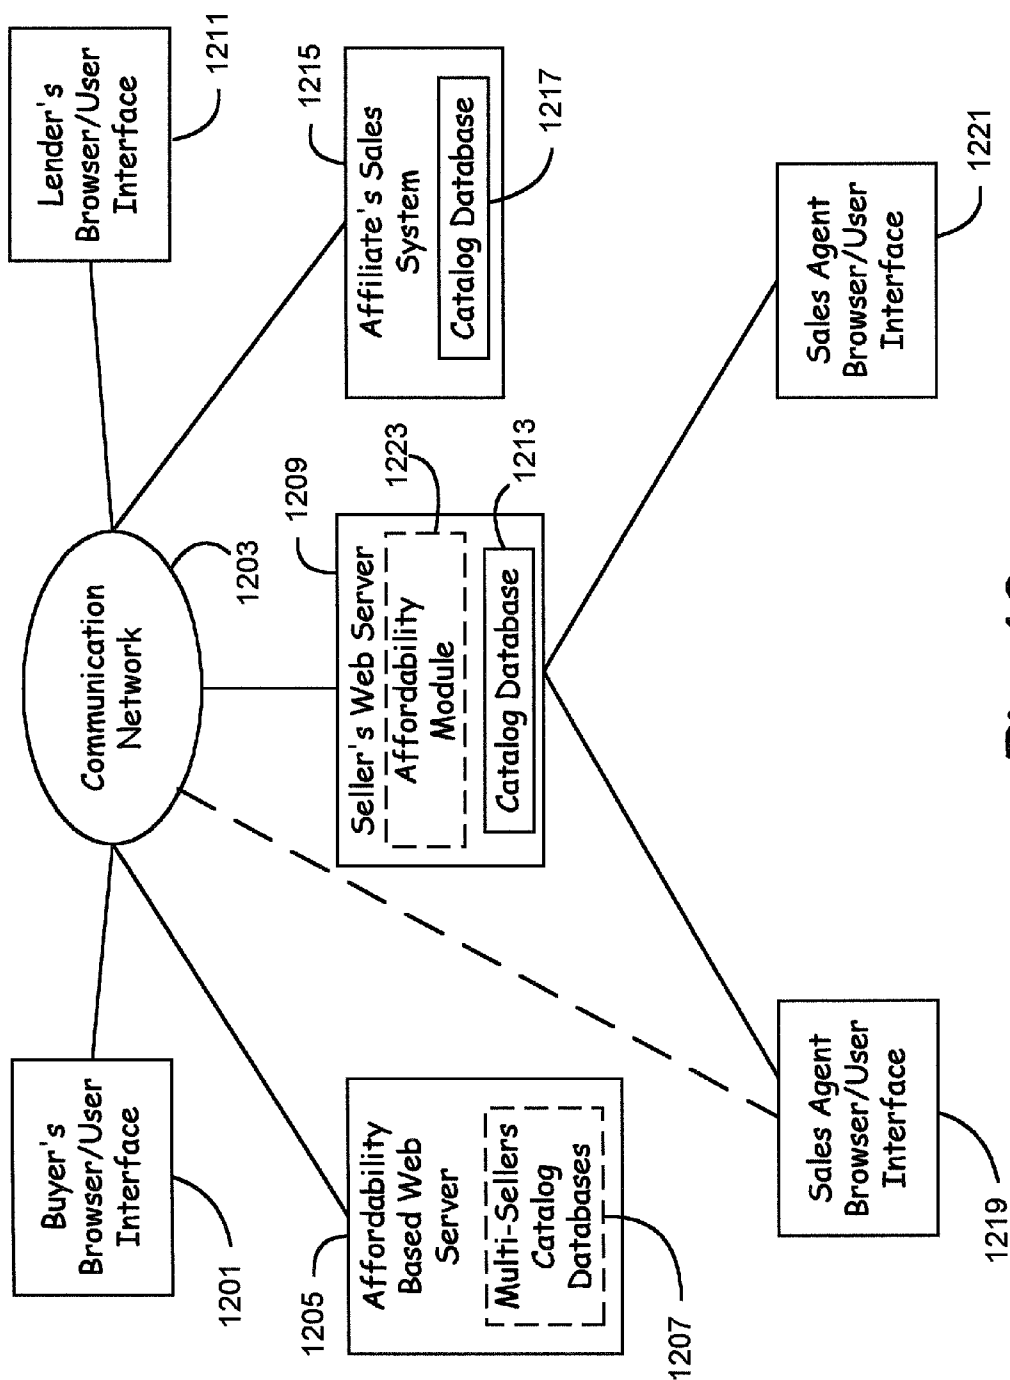 Buyer's
Browser/User
Interface
1201
Communication
Network
1203
Lender's
Browser/User
Interface
1211
1205
Affordability
Based Web
Server
Multi-Sellers
Catalog
Databases
1207
1209
Seller's Web Server
Affordability
Module
1223
Catalog Database
1213
1215
Affiliate's Sales
System
Catalog Database
1217
Sales Agent
Browser/User
Interface
1219
Sales Agent
Browser/User
Interface
1221